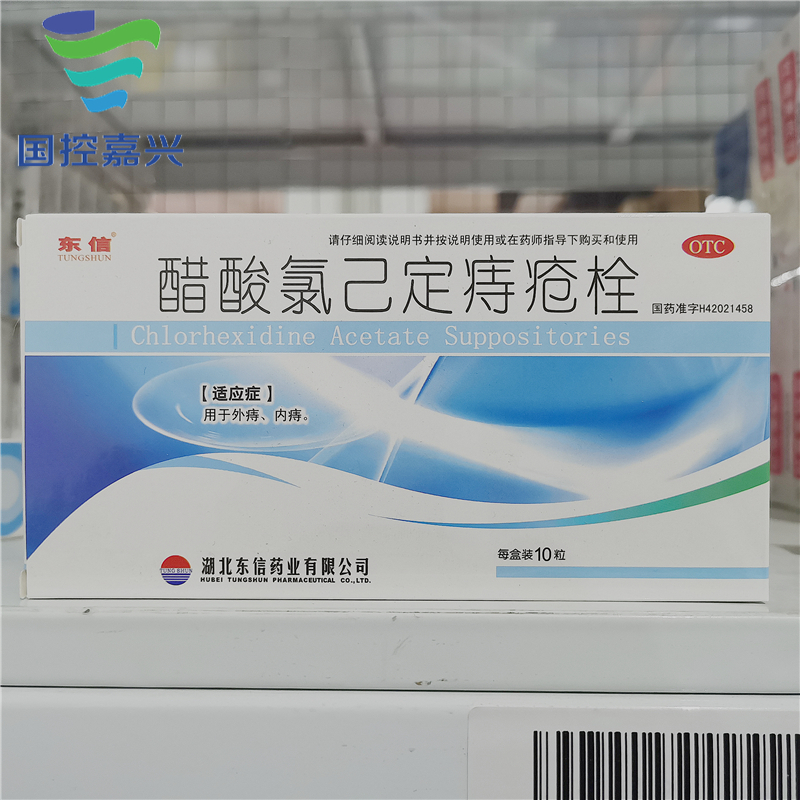 国控嘉兴
东信®
TUNGSHUN
请仔细阅读说明书并按说明使用或在药师指导下购买和使用
OTC
醋酸氯己定痔疮栓
国药准字H42021458
Chlorhexidine Acetate Suppositories
【适应症】
用于外痔、内痔。
每盒装10粒
TUNG SHUN
湖北东信药业有限公司
HUBEI TUNGSHUN PHARMACEUTICAL CO.,LTD.